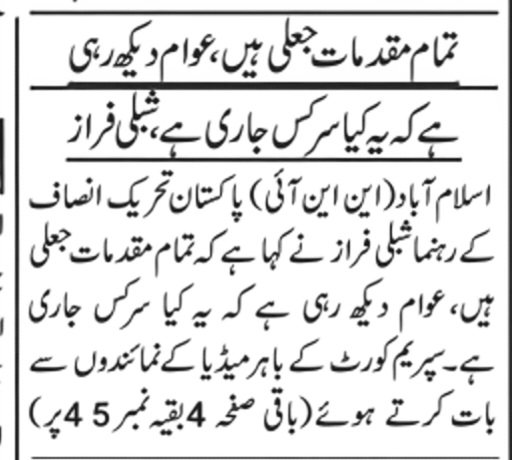 تمام مقدمات جعلی ہیں، عوام دیکھ رہی
ہے کہ یہ کیا سرکس جاری ہے، شبلی فراز
اسلام آباد (این این آئی) پاکستان تحریک انصاف
کے رہنما شبلی فراز نے کہا ہے کہ تمام مقدمات جعلی
ہیں، عوام دیکھ رہی ہے کہ یہ کیا سرکس جاری
ہے۔ سپریم کورٹ کے باہر میڈیا کے نمائندوں سے
بات کرتے ہوئے (باقی صفحہ 4 بقیہ نمبر 45 پر)